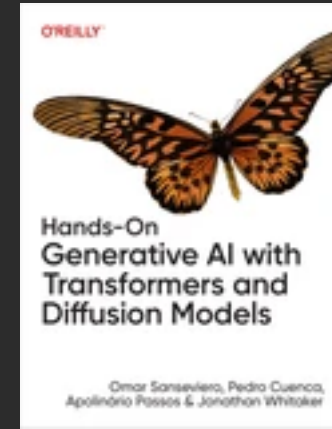 O'REILLY
Hands-On
Generative AI with
Transformers and
Diffusion Models
Omar Sanseviero, Pedro Cuenca,
Apolinário Passos & Jonathan Whitaker